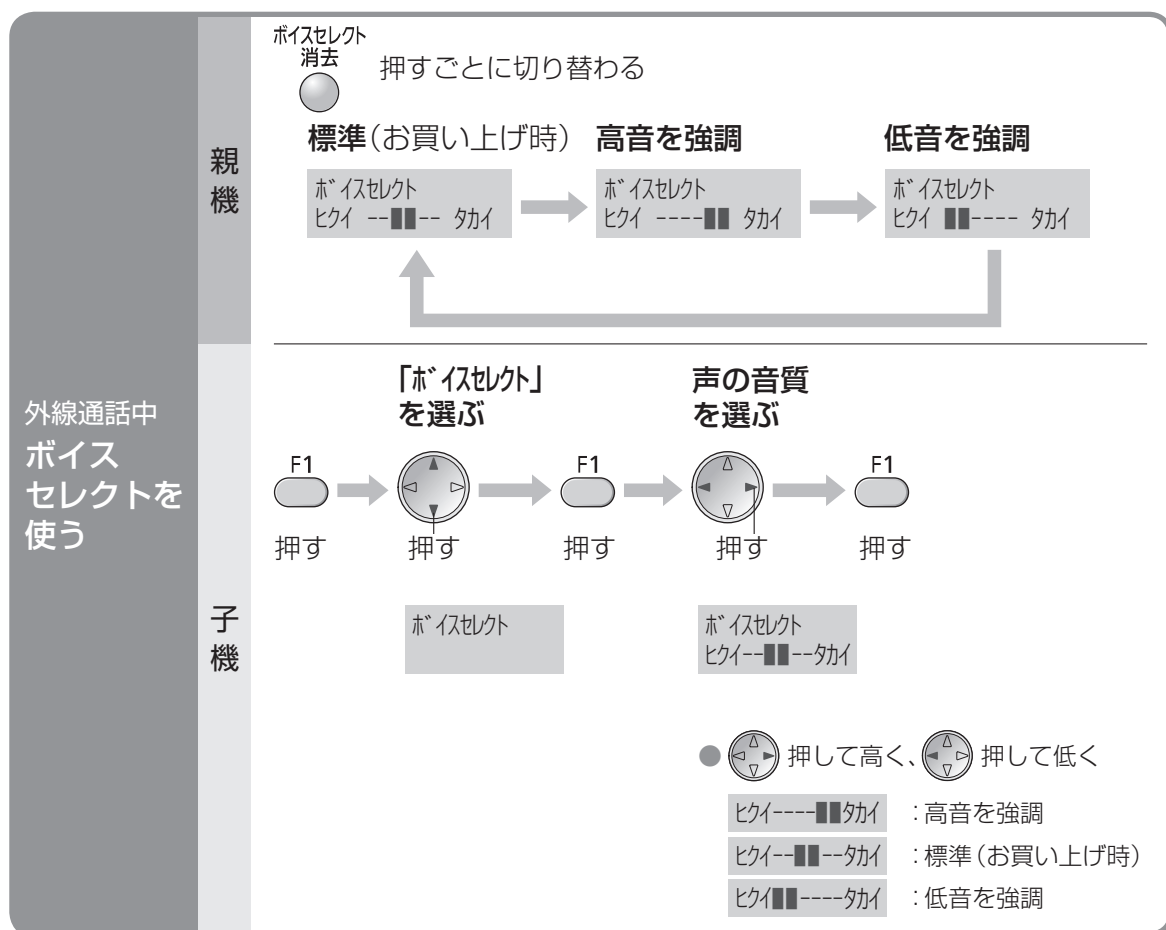 外線通話中
ボイス
セレクトを
使う
親機
ボイスセレクト
消去
押すごとに切り替わる
標準(お買い上げ時)
ボイスセレクト
ヒクイ --▮▮-- タカイ
高音を強調
ボイスセレクト
ヒクイ ----▮▮ タカイ
低音を強調
ボイスセレクト
ヒクイ ▮▮---- タカイ
子機
F1
押す
「ボイスセレクト」
を選ぶ
押す
ボイスセレクト
F1
押す
声の音質
を選ぶ
押す
ボイスセレクト
ヒクイ--▮▮--タカイ
F1
押す
● 押して高く、 押して低く
ヒクイ----▮▮タカイ :高音を強調
ヒクイ--▮▮--タカイ :標準(お買い上げ時)
ヒクイ▮▮----タカイ :低音を強調